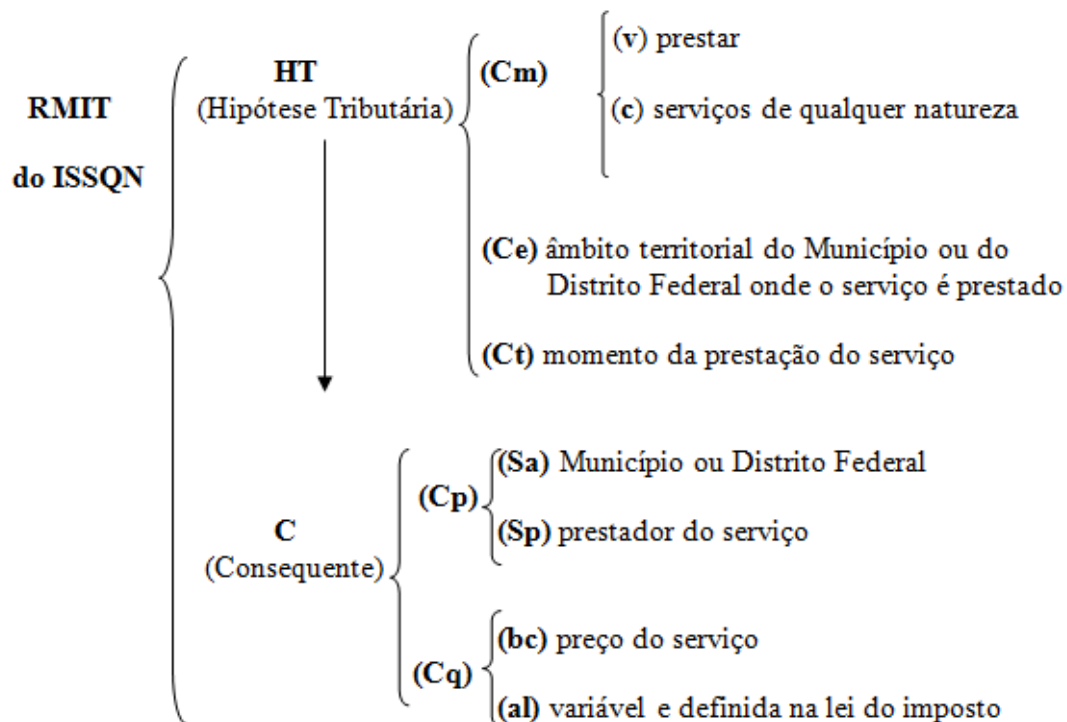 RMIT
do ISSQN
HT
(Hipótese Tributária)
(Cm)
(v) prestar
(c) serviços de qualquer natureza
(Ce) âmbito territorial do Município ou do
Distrito Federal onde o serviço é prestado
(Ct) momento da prestação do serviço
C
(Consequente)
(Cp)
(Sa) Município ou Distrito Federal
(Sp) prestador do serviço
(Cq)
(bc) preço do serviço
(al) variável e definida na lei do imposto